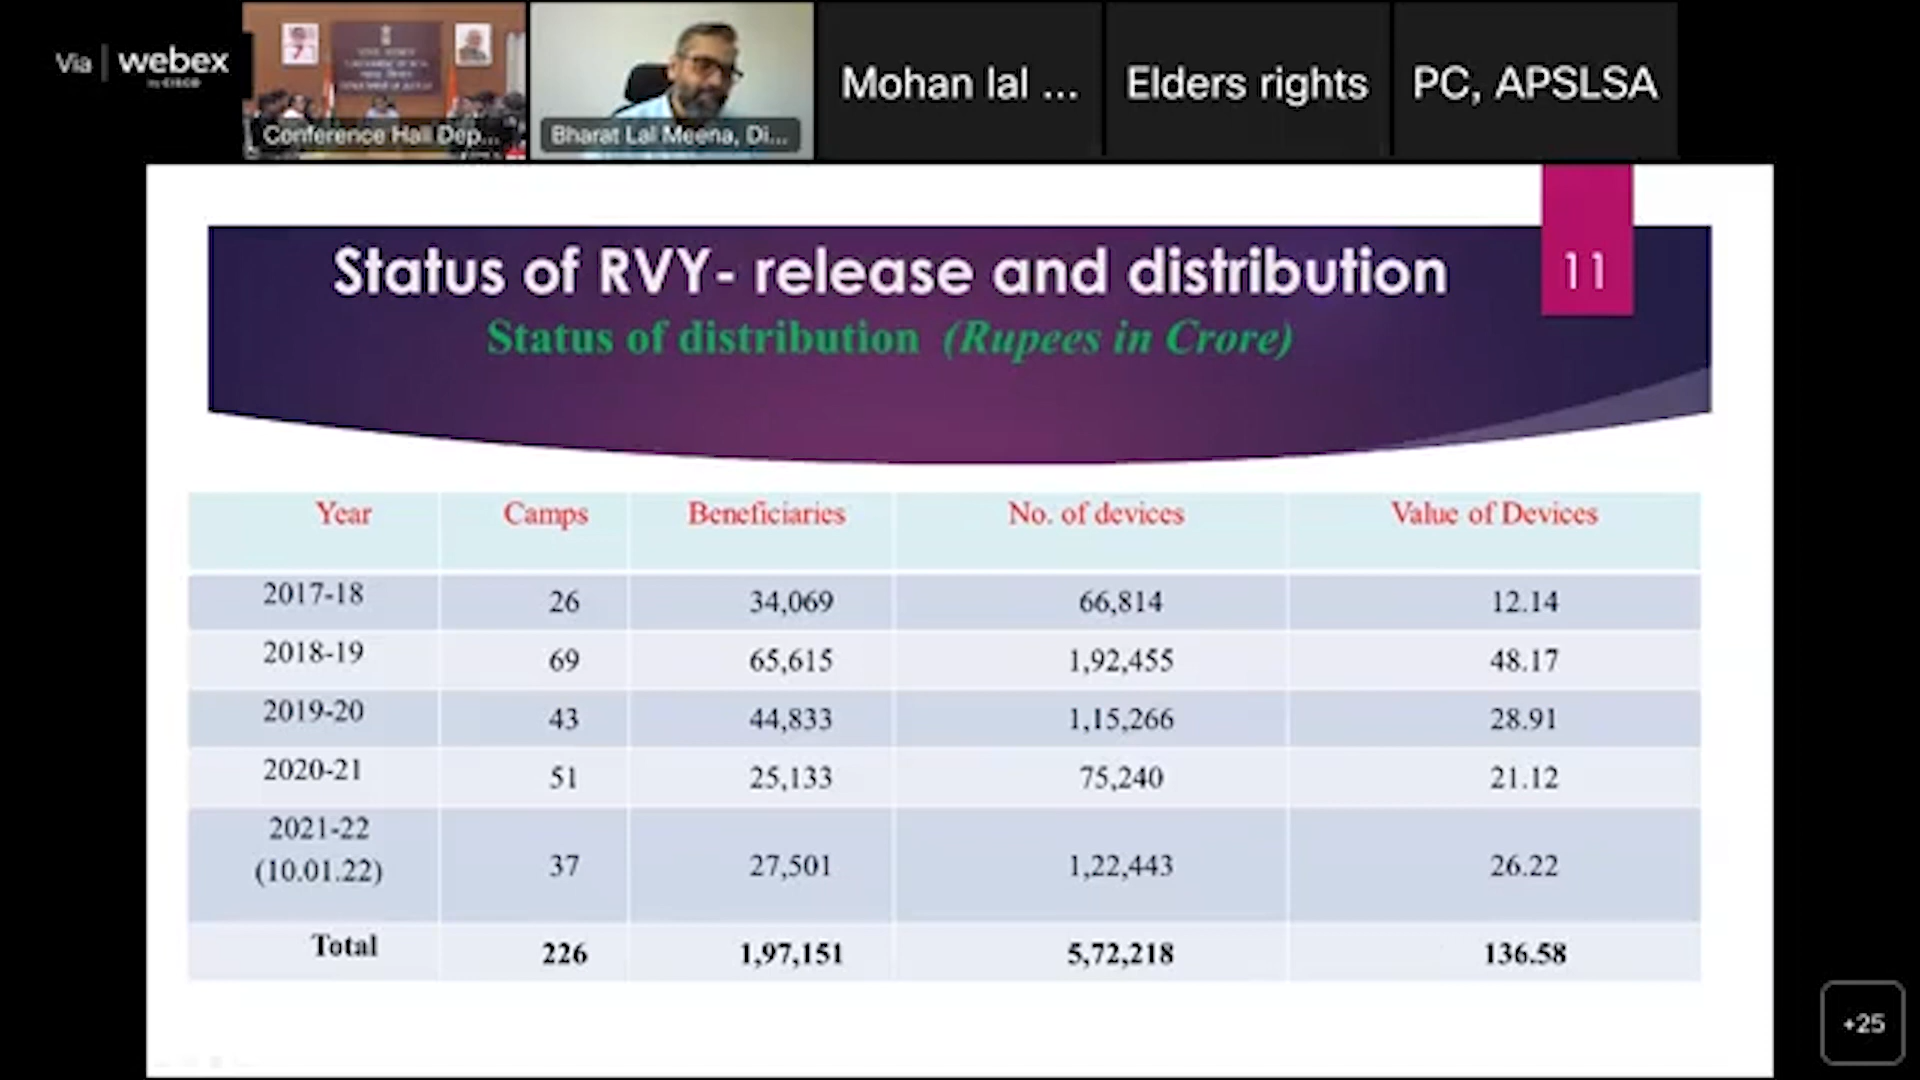 Via webex
by CISCO
Conference Hall Dep...
Bharat Lal Meena, Di...
Mohan lal ...
Elders rights
PC, APSLSA
Status of RVY- release and distribution
11
Status of distribution (Rupees in Crore)
Year Camps Beneficiaries No. of devices Value of Devices
2017-18 26 34,069 66,814 12.14
2018-19 69 65,615 1,92,455 48.17
2019-20 43 44,833 1,15,266 28.91
2020-21 51 25,133 75,240 21.12
2021-22
(10.01.22) 37 27,501 1,22,443 26.22
Total 226 1,97,151 5,72,218 136.58
+25